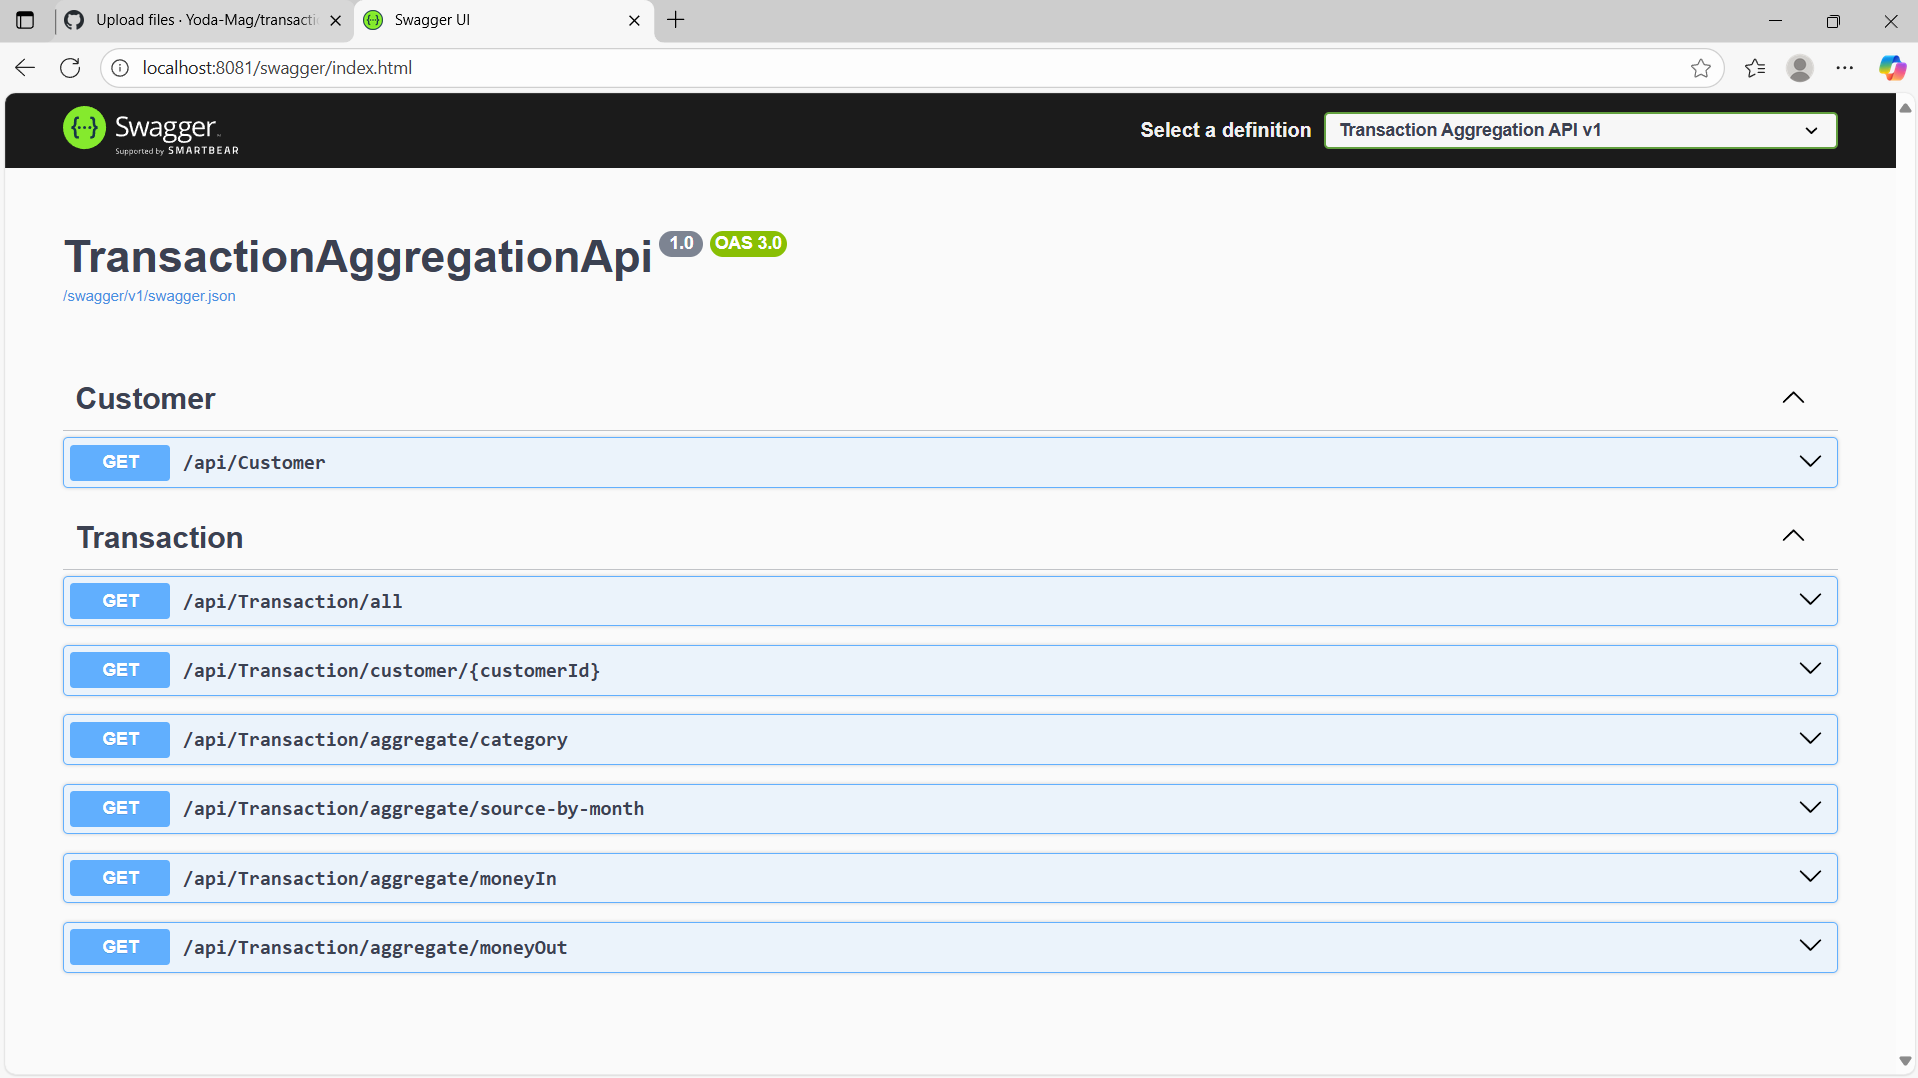 Upload files · Yoda-Mag/transacti
Swagger UI
localhost:8081/swagger/index.html
{···} Swagger
Supported by SMARTBEAR
Select a definition
Transaction Aggregation API v1
TransactionAggregationApi 1.0 OAS 3.0
/swagger/v1/swagger.json
Customer
GET /api/Customer
Transaction
GET /api/Transaction/all
GET /api/Transaction/customer/{customerId}
GET /api/Transaction/aggregate/category
GET /api/Transaction/aggregate/source-by-month
GET /api/Transaction/aggregate/moneyIn
GET /api/Transaction/aggregate/moneyOut